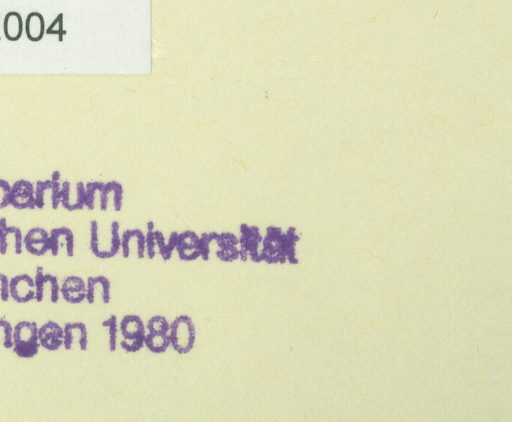 004
barium
hen Universität
nchen
ngen 1980